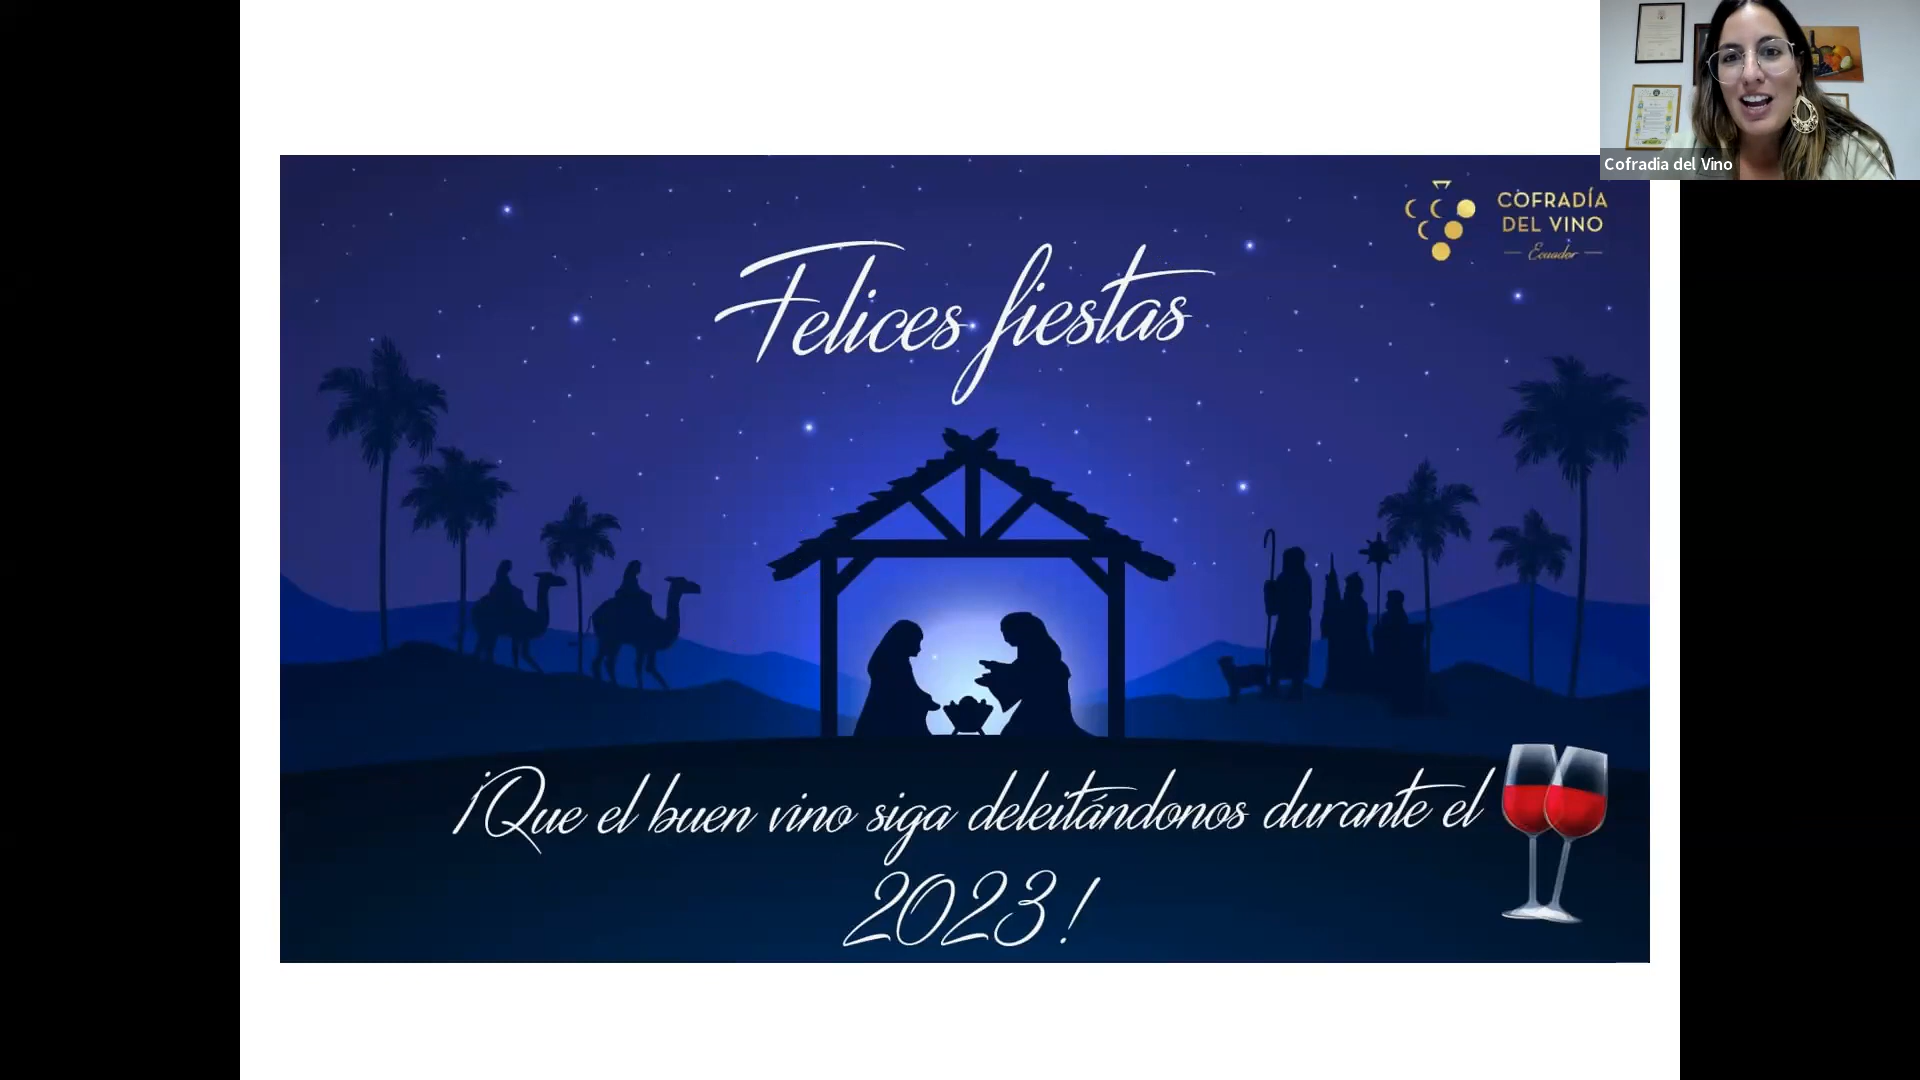 Cofradia del Vino
COFRADÍA
DEL VINO
Ecuador
Felices fiestas
¡Que el buen vino siga deleitándonos durante el
2023!